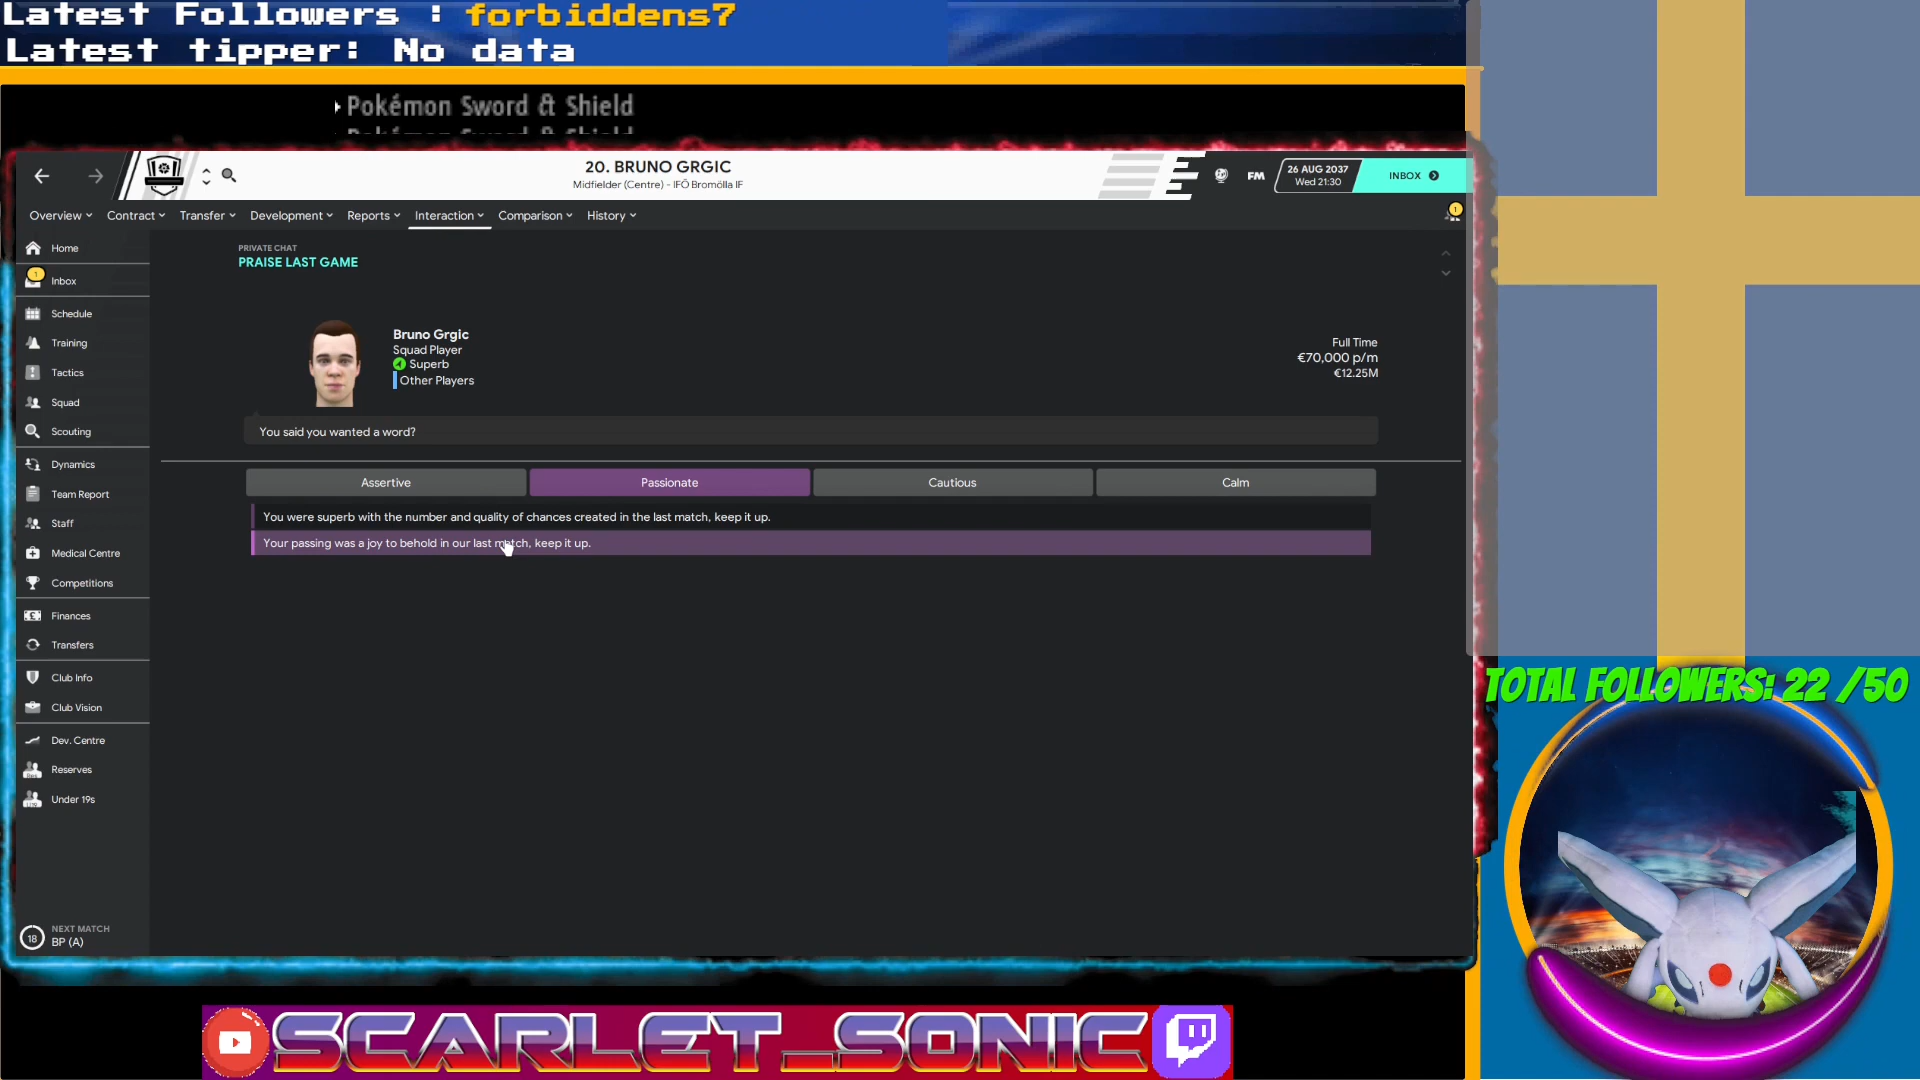 Latest Followers : forbiddens7
Latest tipper: No data
Pokémon Sword & Shield
Pokémon Sword & Shield
20. BRUNO GRGIC
Midfielder (Centre) - IFÖ Bromölla IF
FM
26 AUG 2037
Wed 21:30
INBOX
Overview
Contract
Transfer
Development
Reports
Interaction
Comparison
History
1
Home
1
Inbox
Schedule
Training
Tactics
Squad
Scouting
Dynamics
Team Report
Staff
Medical Centre
Competitions
Finances
Transfers
Club Info
Club Vision
Dev. Centre
Reserves
Under 19s
18
NEXT MATCH
BP (A)
PRIVATE CHAT
PRAISE LAST GAME
Bruno Grgic
Squad Player
Superb
Other Players
Full Time
€70,000 p/m
€12.25M
You said you wanted a word?
Assertive
Passionate
Cautious
Calm
You were superb with the number and quality of chances created in the last match, keep it up.
Your passing was a joy to behold in our last match, keep it up.
TOTAL FOLLOWERS: 22 /50
SCARLET_SONIC